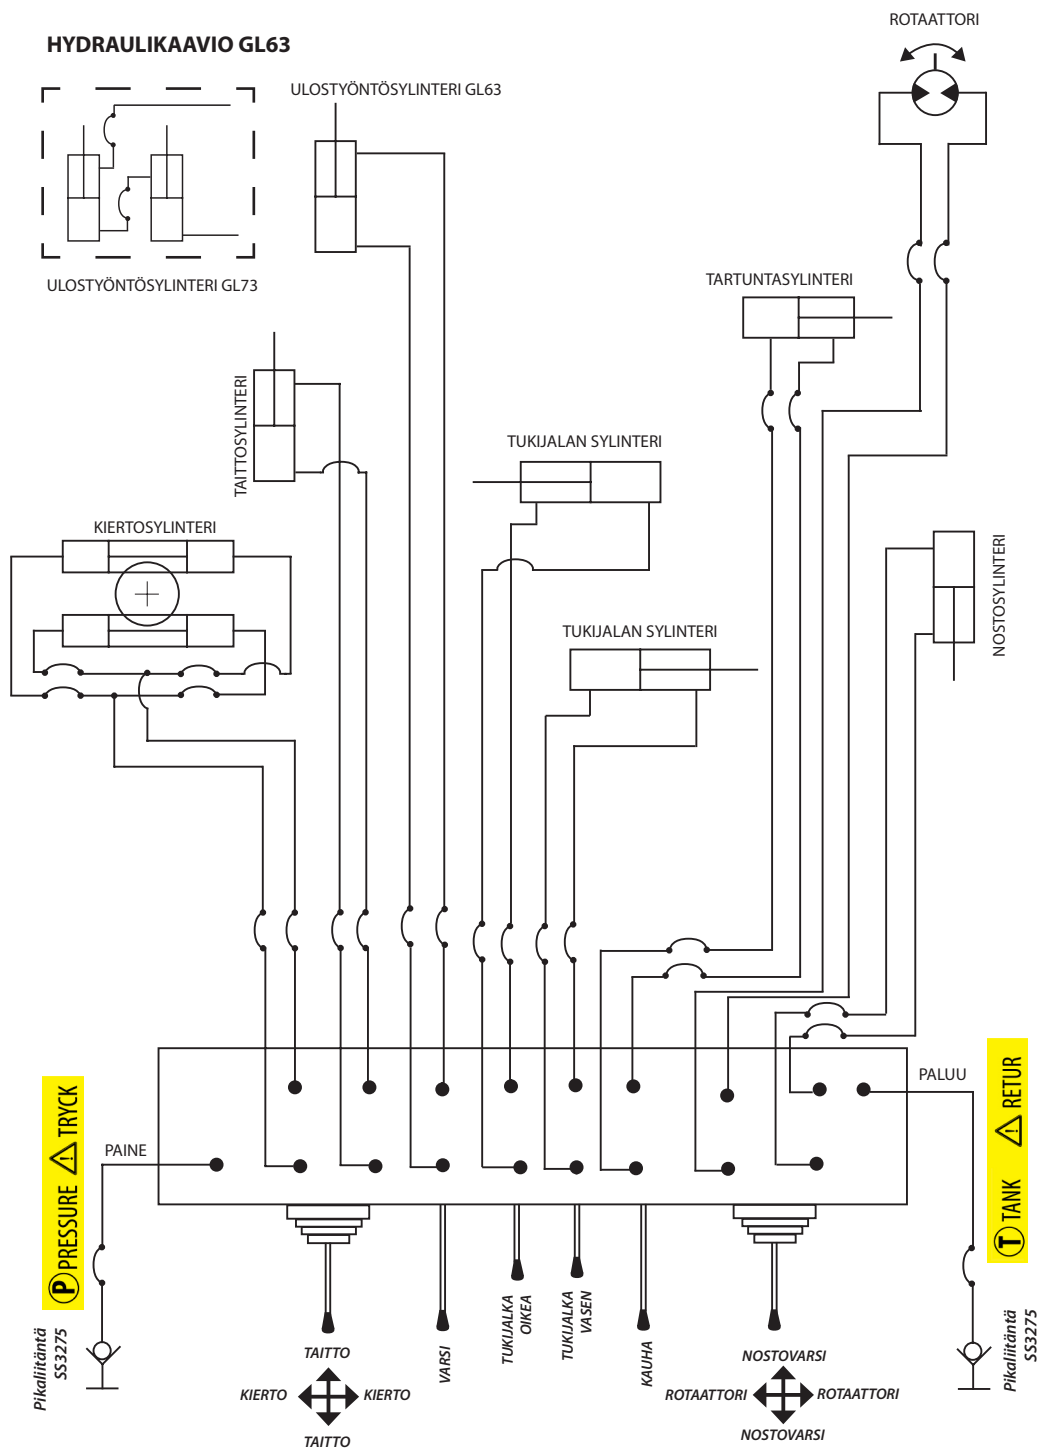 ROTAATTORI
HYDRAULIKAAVIO GL63
ULOSTYÖNTÖSYLINTERI GL63
ULOSTYÖNTÖSYLINTERI GL73
TARTUNTASYLINTERI
TAITTOSYLINTERI
TUKIJALAN SYLINTERI
KIERTOSYLINTERI
NOSTOSYLINTERI
TUKIJALAN SYLINTERI
PALUU
PAINE
P PRESSURE ⚠ TRYCK
T TANK ⚠ RETUR
Pikaliitäntä
SS3275
TAITTO
KIERTO KIERTO
TAITTO
VARSI
TUKIJALKA
OIKEA
TUKIJALKA
VASEN
KAUHA
NOSTOVARSI
ROTAATTORI ROTAATTORI
NOSTOVARSI
Pikaliitäntä
SS3275